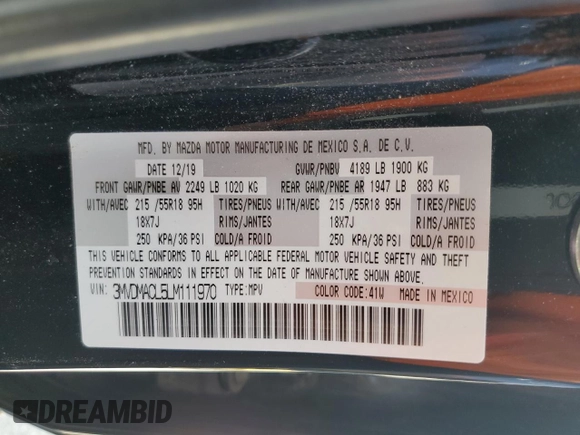 MFD. BY MAZDA MOTOR MANUFACTURING DE MEXICO S.A. DE C.V.
DATE 12/19 GVWR/PNBV 4189 LB 1900 KG
FRONT GAWR/PNBE AV 2249 LB 1020 KG REAR GAWR/PNBE AR 1947 LB 883 KG
WITH/AVEC 215 /55R18 95H TIRES/PNEUS WITH/AVEC 215 /55R18 95H TIRES/PNEUS
18X7J RIMS/JANTES 18X7J RIMS/JANTES
250 KPA/36 PSI COLD/A FROID 250 KPA/36 PSI COLD/A FROID
THIS VEHICLE CONFORMS TO ALL APPLICABLE FEDERAL MOTOR VEHICLE SAFETY AND THEFT
PREVENTION STANDARDS IN EFFECT ON THE DATE OF MANUFACTURE SHOWN ABOVE.
VIN: 3MVDMACL5LM111970 TYPE: MPV COLOR CODE:41W MADE IN MEXICO
DREAMBID